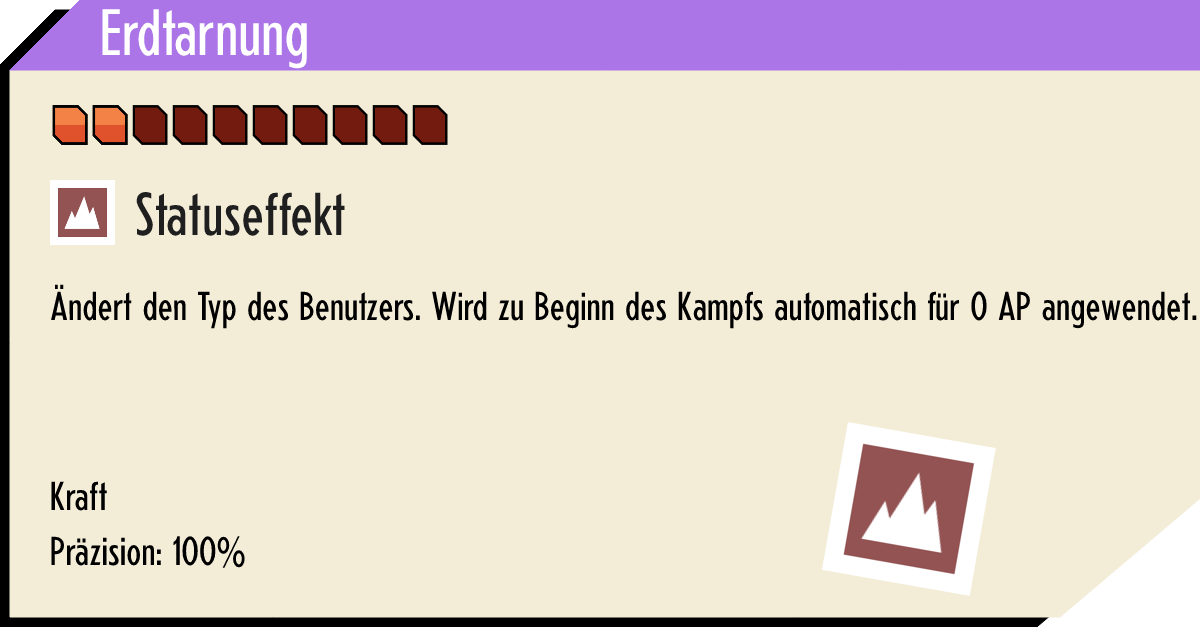 Erdtarnung
Statuseffekt
Ändert den Typ des Benutzers. Wird zu Beginn des Kampfs automatisch für 0 AP angewendet.
Kraft
Präzision: 100%